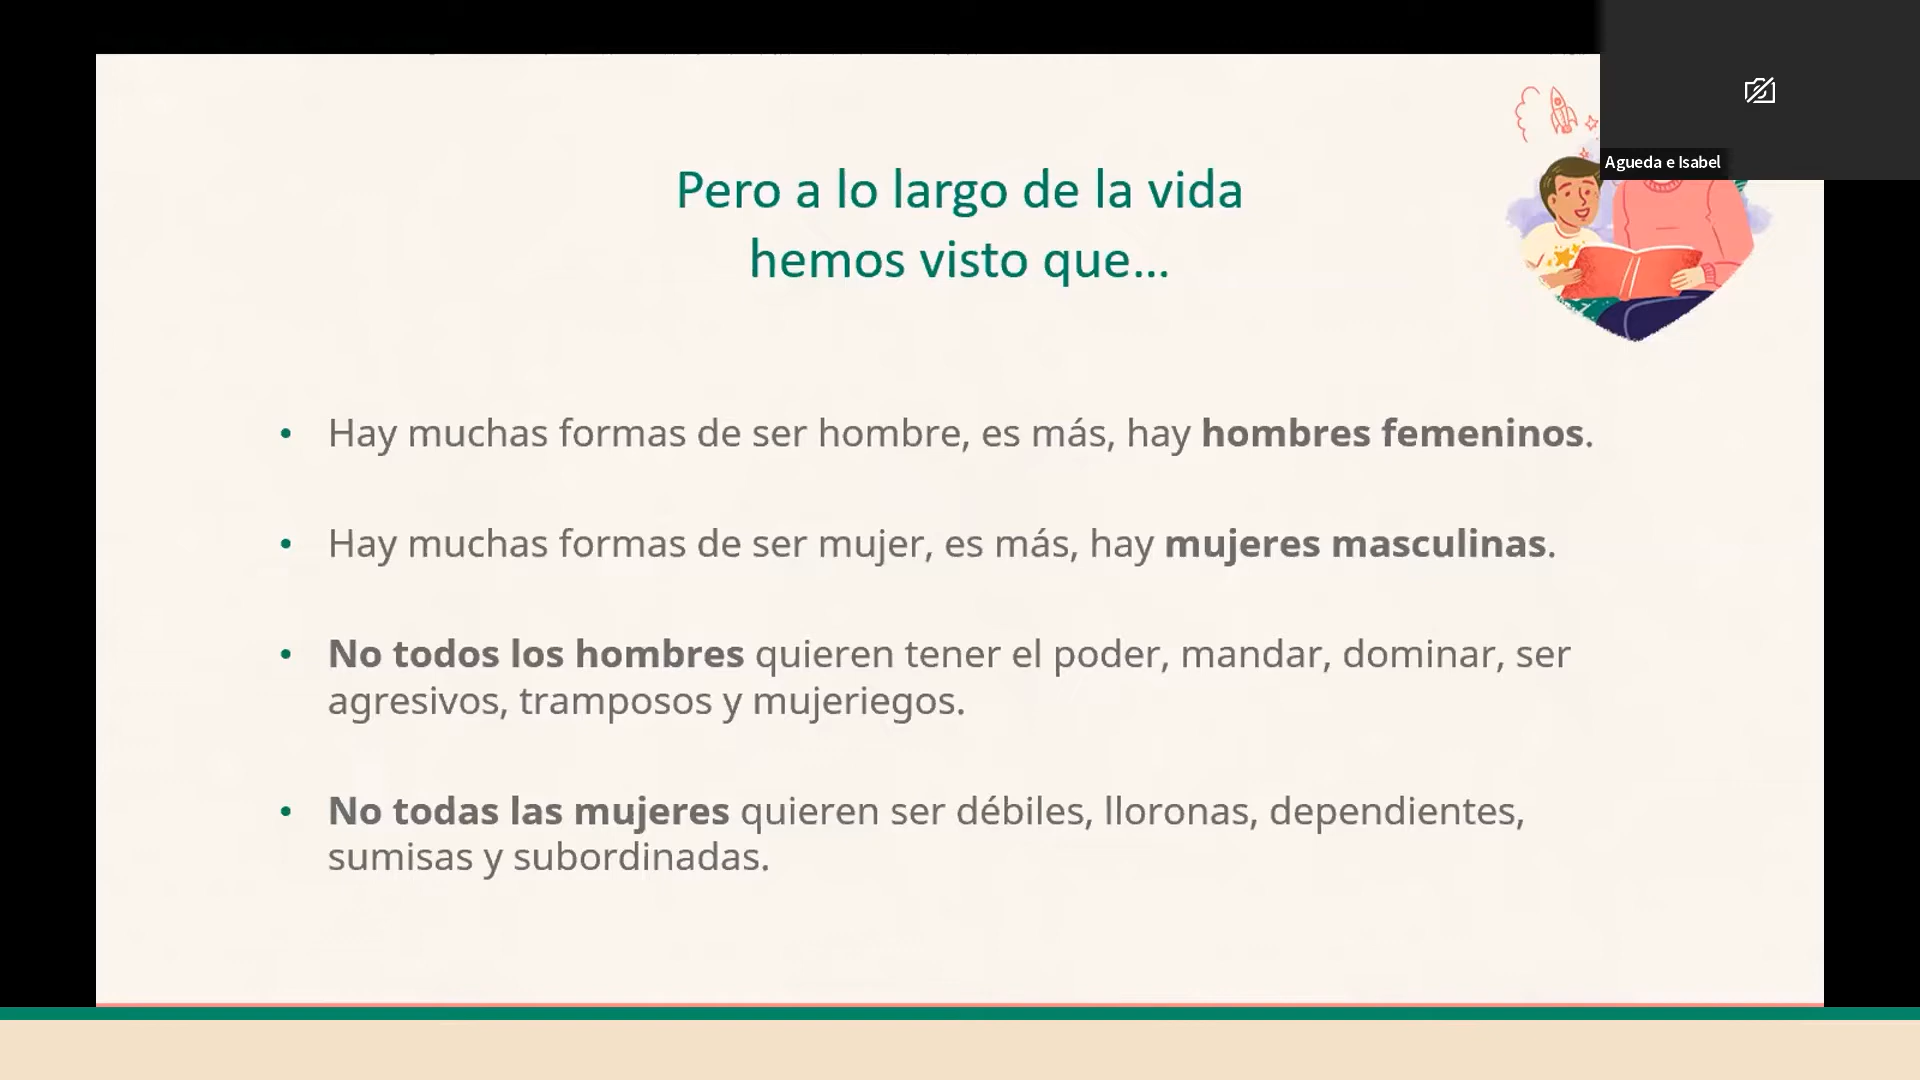 Agueda e Isabel
Pero a lo largo de la vida
hemos visto que...
• Hay muchas formas de ser hombre, es más, hay hombres femeninos.
• Hay muchas formas de ser mujer, es más, hay mujeres masculinas.
• No todos los hombres quieren tener el poder, mandar, dominar, ser
agresivos, tramposos y mujeriegos.
• No todas las mujeres quieren ser débiles, lloronas, dependientes,
sumisas y subordinadas.